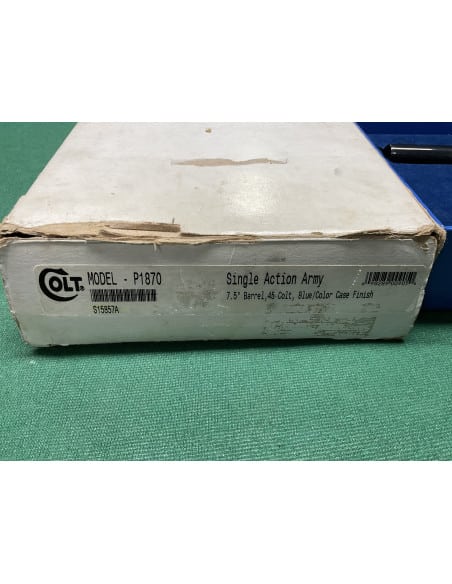 COLT MODEL - P1870 Single Action Army
7.5" Barrel, 45 Colt, Blue/Color Case Finish
S15857A